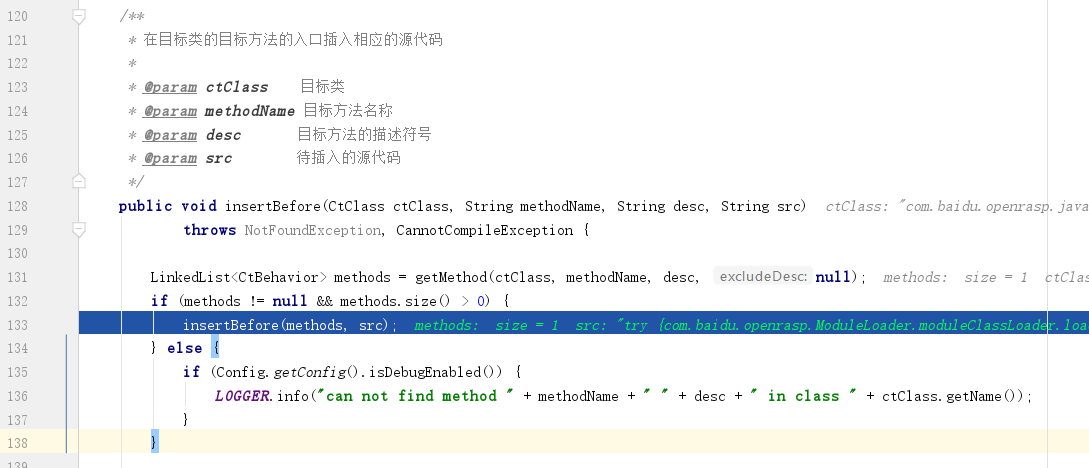 120 /**
121 * 在目标类的目标方法的入口插入相应的源代码
122 *
123 * @param ctClass 目标类
124 * @param methodName 目标方法名称
125 * @param desc 目标方法的描述符号
126 * @param src 待插入的源代码
127 */
128 public void insertBefore(CtClass ctClass, String methodName, String desc, String src) ctClass: "com.baidu.openrasp.java
129 throws NotFoundException, CannotCompileException {
130
131 LinkedList<CtBehavior> methods = getMethod(ctClass, methodName, desc, excludeDesc: null); methods: size = 1 ctClas
132 if (methods != null && methods.size() > 0) {
133 insertBefore(methods, src); methods: size = 1 src: "try {com.baidu.openrasp.ModuleLoader.moduleClassLoader.loa
134 } else {
135 if (Config.getConfig().isDebugEnabled()) {
136 LOGGER.info("can not find method " + methodName + " " + desc + " in class " + ctClass.getName());
137 }
138 }
139